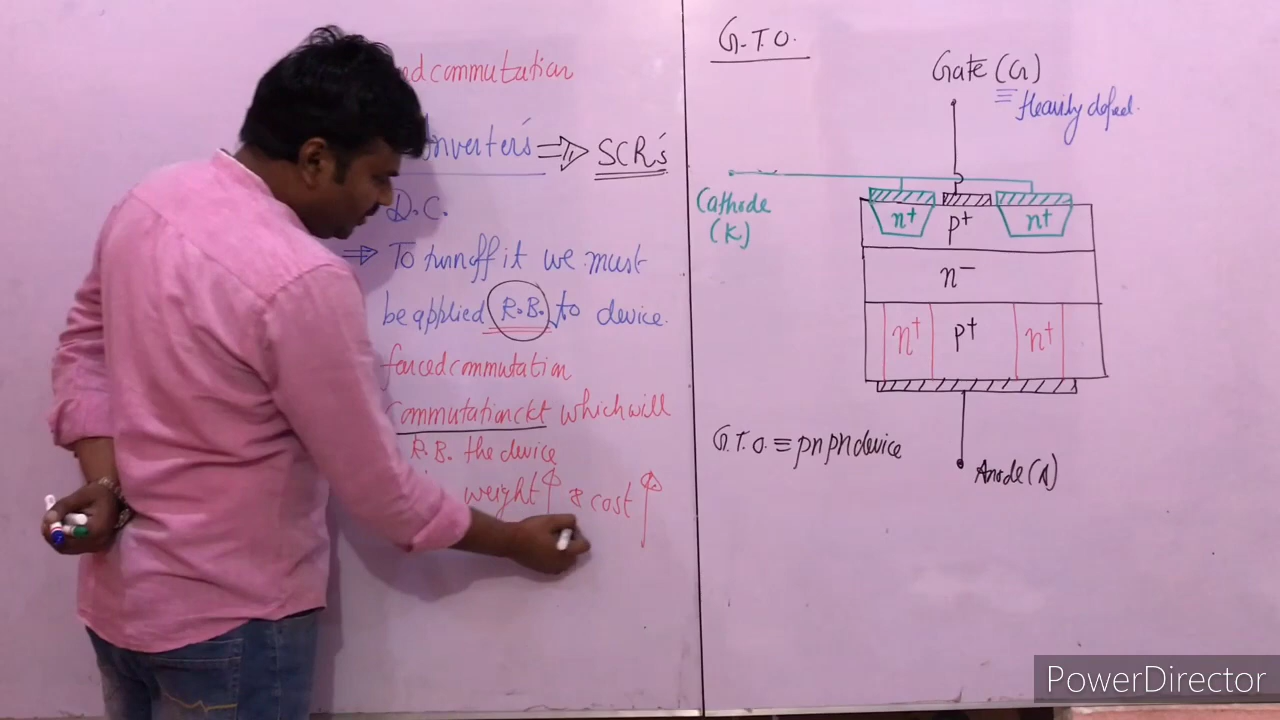 commutation
D.C.
⇒ SCR's
⇒ To turn off it we must
be applied R.B. to device.
forced commutation
commutation ckt which will
R.B. the device
weight ↑ & cost ↑
G.T.O.
Gate (G)
≡ Heavily doped.
Cathode
(K)
n+ p+ n+
n−
n+ p+ n+
G.T.O. ≡ pnpn device
Anode (A)
PowerDirector